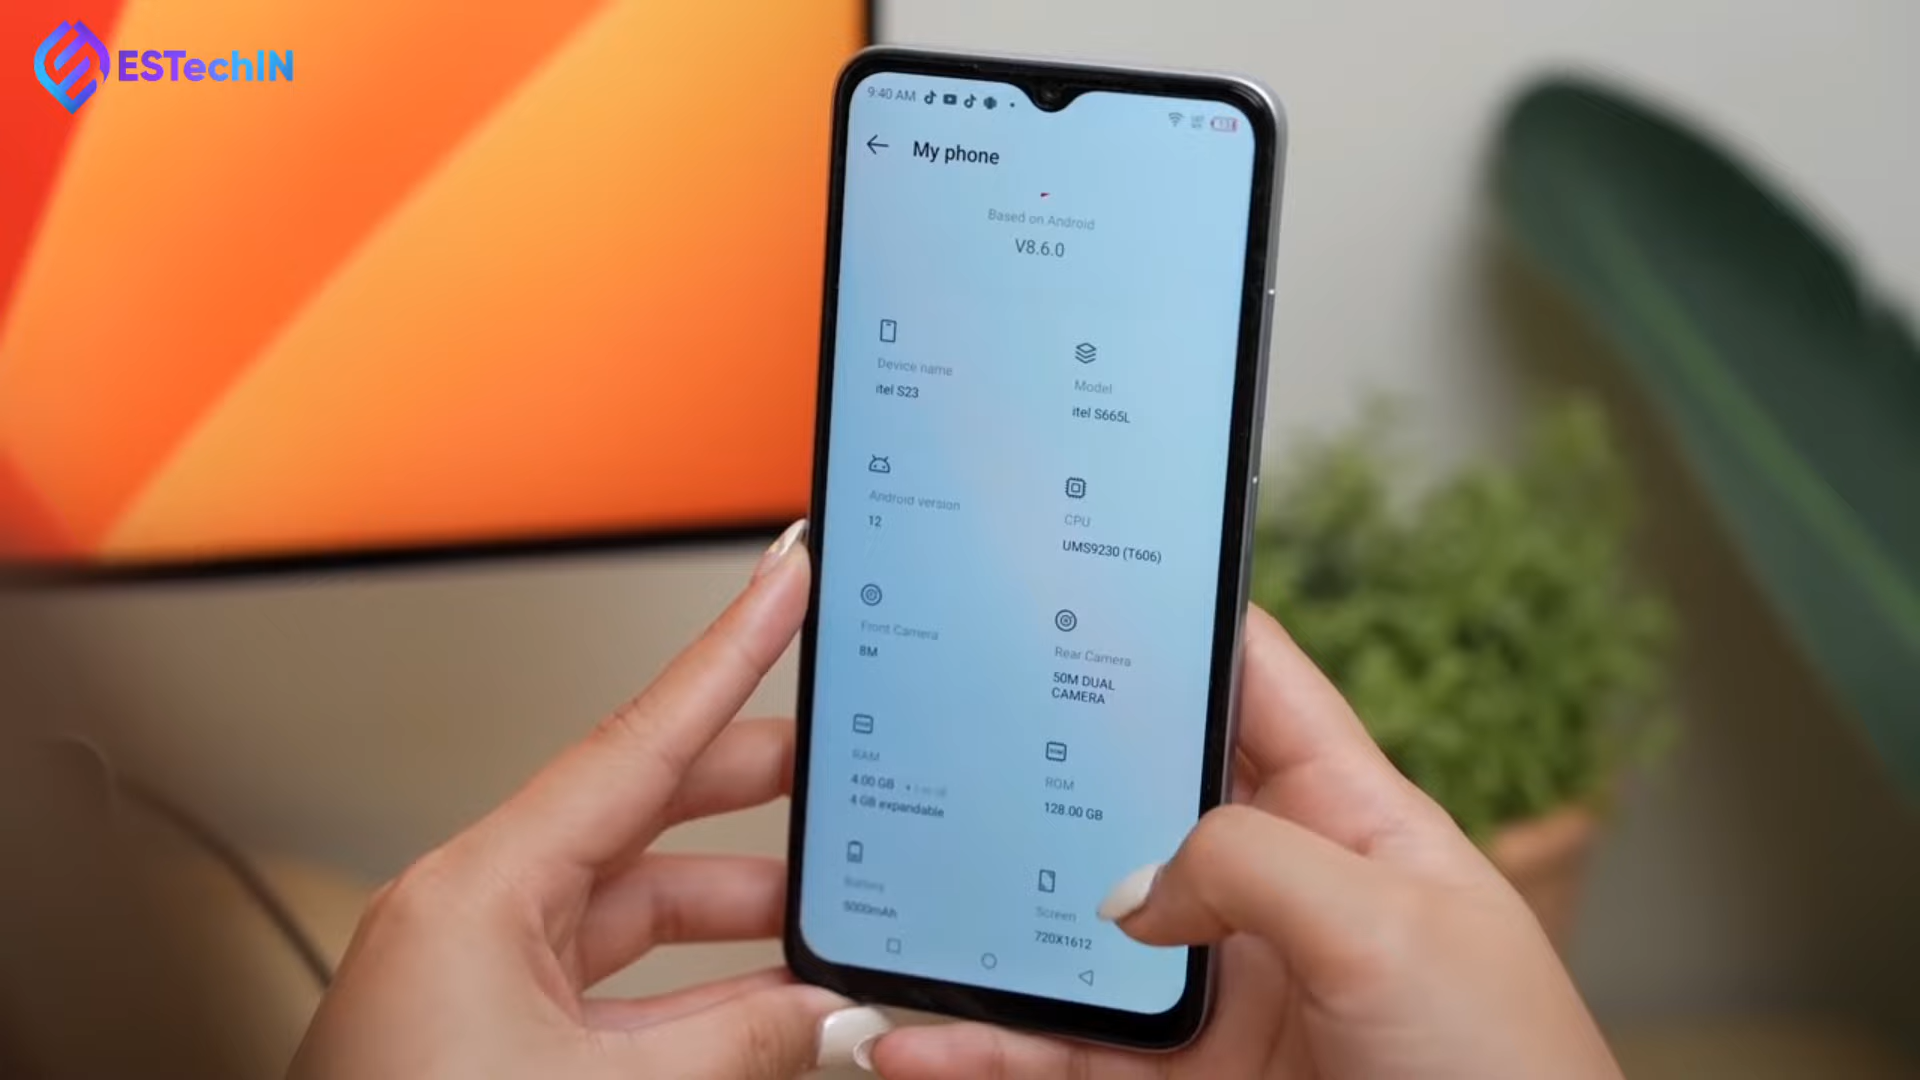 ESTechIN
9:40 AM
My phone
Based on Android
V8.6.0
Device name
itel S23
Model
itel S665L
Android version
12
CPU
UMS9230 (T606)
Front Camera
8M
Rear Camera
50M DUAL
CAMERA
RAM
4.00 GB
4 GB expandable
ROM
128.00 GB
Battery
5000mAh
Screen
720X1612